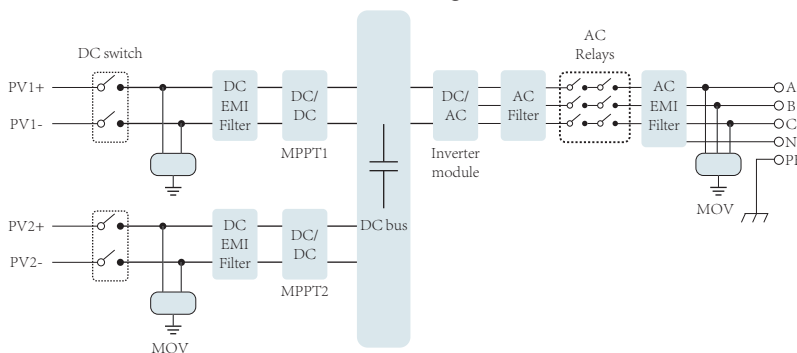 DC switch
PV1+
PV1-
DC
EMI
Filter
DC/
DC
MPPT1
PV2+
PV2-
DC
EMI
Filter
DC/
DC
MPPT2
MOV
DC bus
DC/
AC
Inverter
module
AC
Filter
AC
Relays
AC
EMI
Filter
A
B
C
N
MOV